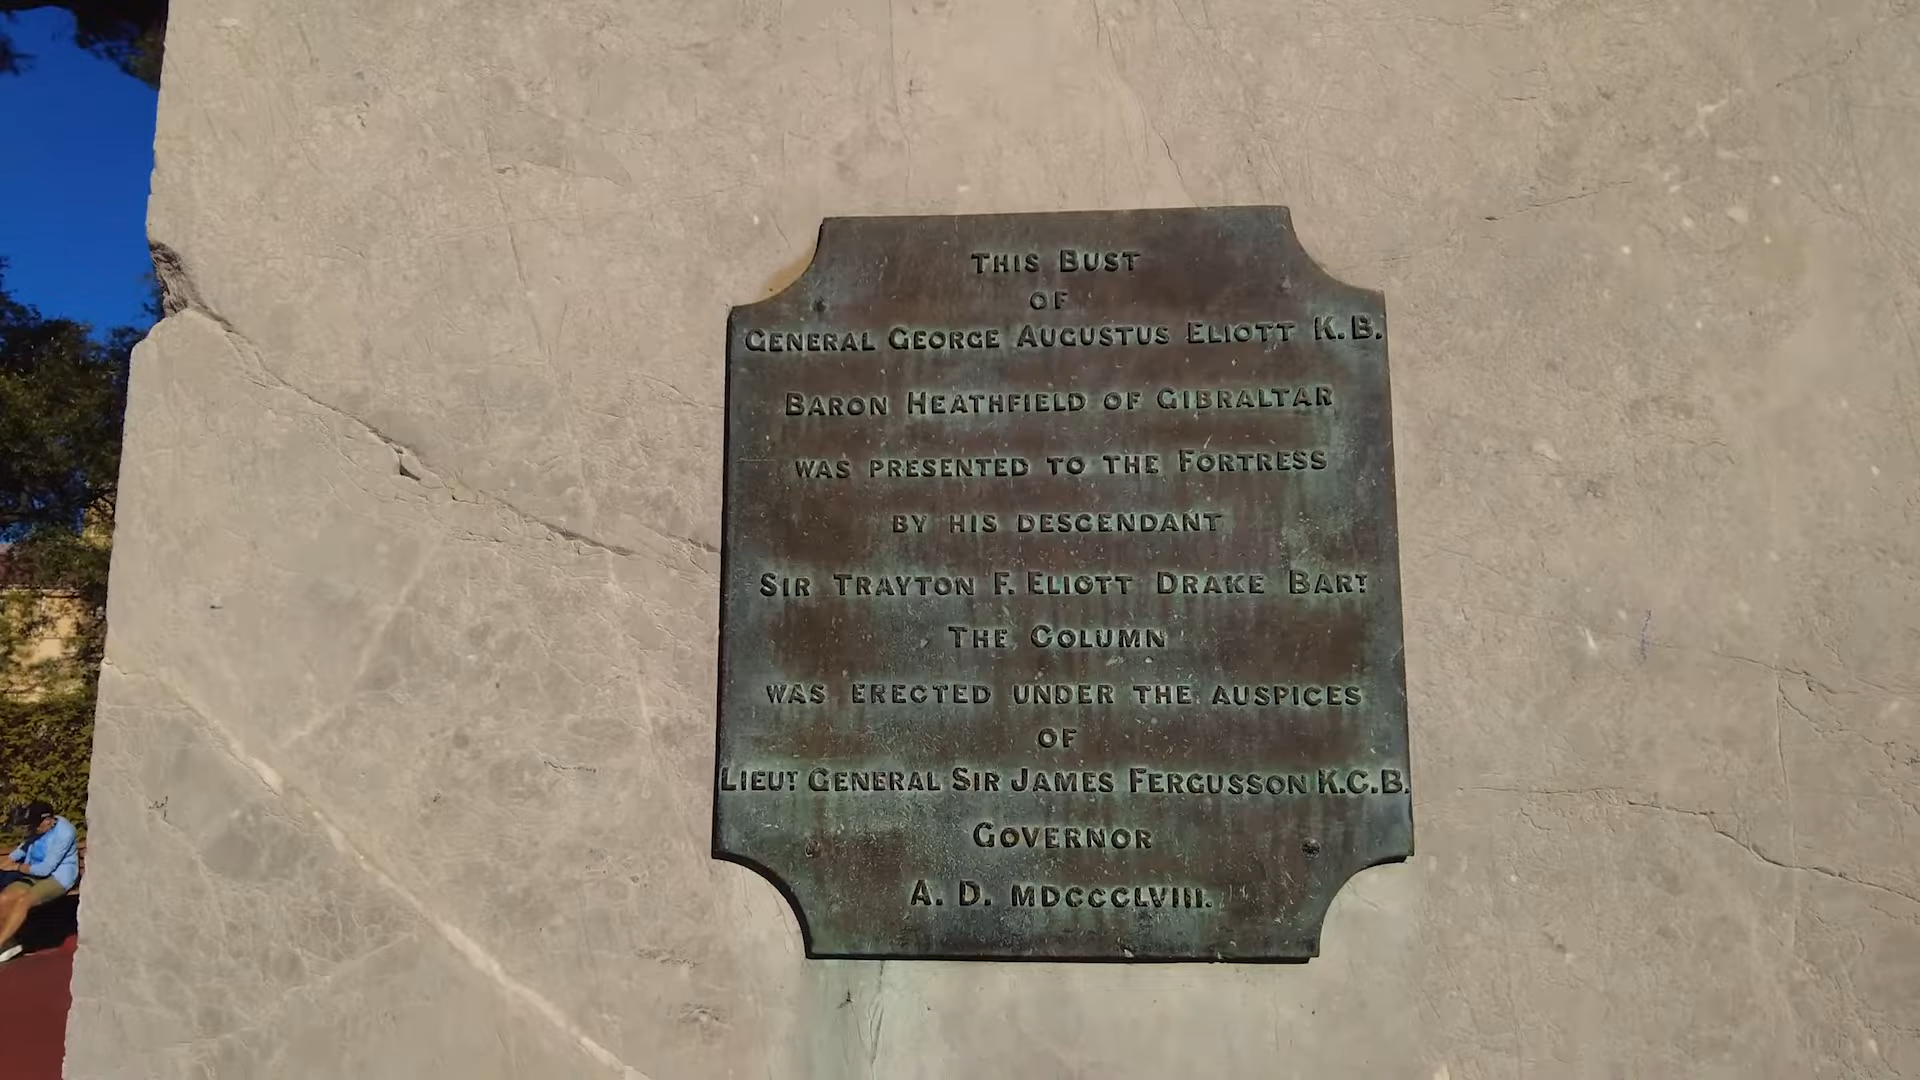 THIS BUST
OF
GENERAL GEORGE AUGUSTUS ELIOTT K.B.
BARON HEATHFIELD OF GIBRALTAR
WAS PRESENTED TO THE FORTRESS
BY HIS DESCENDANT
SIR TRAYTON F. ELIOTT DRAKE BART
THE COLUMN
WAS ERECTED UNDER THE AUSPICES
OF
LIEUT GENERAL SIR JAMES FERGUSSON K.C.B.
GOVERNOR
A. D. MDCCCLVIII.